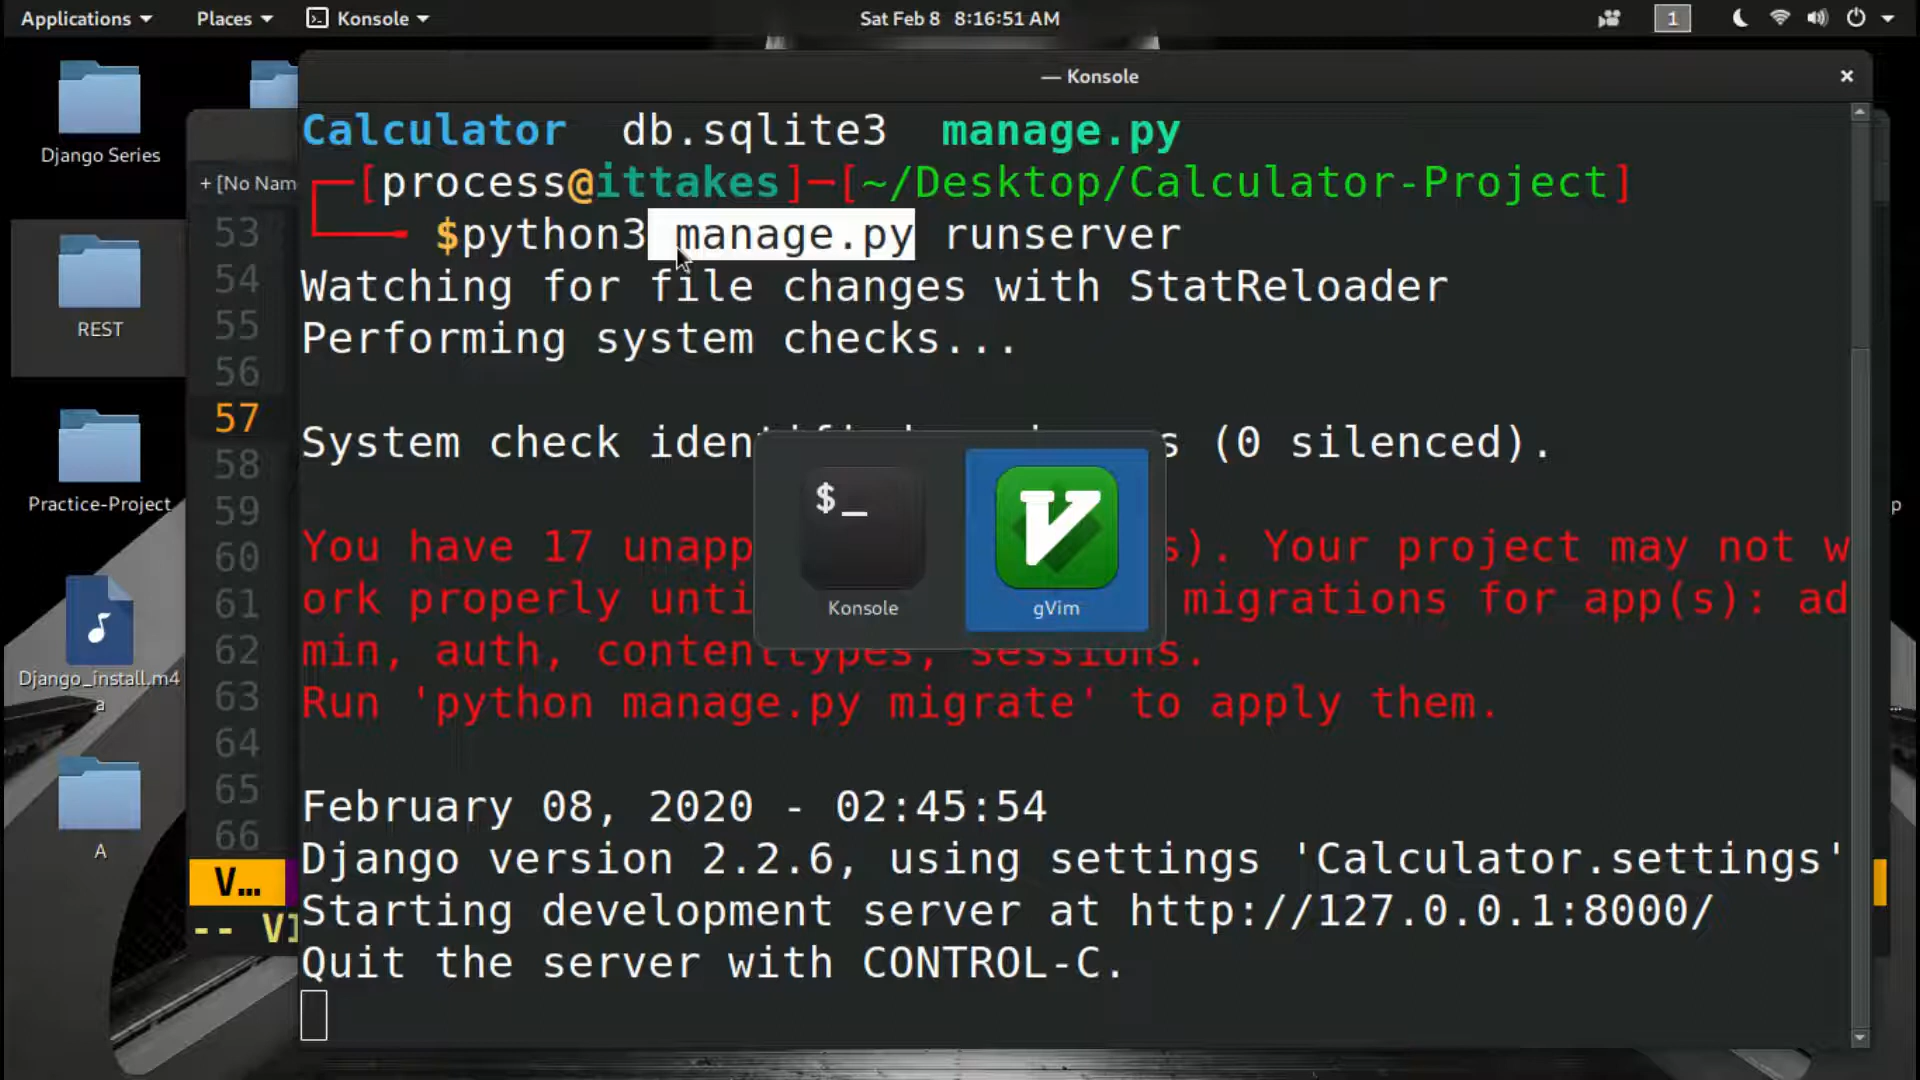 Applications
Places
Konsole
Sat Feb 8 8:16:51 AM
1
— Konsole
Django Series
REST
Practice-Project
Django_install.m4
a
A
+ [No Nam
53
54
55
56
57
58
59
60
61
62
63
64
65
66
V...
-- VI
Calculator db.sqlite3 manage.py
[process@ittakes]-[~/Desktop/Calculator-Project]
$python3 manage.py runserver
Watching for file changes with StatReloader
Performing system checks...
System check iden s (0 silenced).
You have 17 unapp s). Your project may not w
ork properly unti migrations for app(s): ad
min, auth, contenttypes, sessions.
Run 'python manage.py migrate' to apply them.
February 08, 2020 - 02:45:54
Django version 2.2.6, using settings 'Calculator.settings'
Starting development server at http://127.0.0.1:8000/
Quit the server with CONTROL-C.
$_
Konsole
V
gVim
p
...